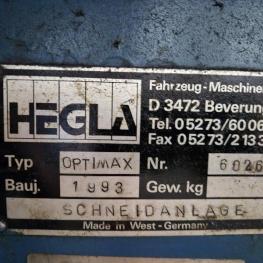 HEGLA
Fahrzeug-Maschinen
D 3472 Beverung
Tel. 05273/6006
Fax 05273/2133
Typ OPTIMAX Nr. 6026
Bauj. 1993 Gew. kg
SCHNEIDANLAGE
Made in West-Germany